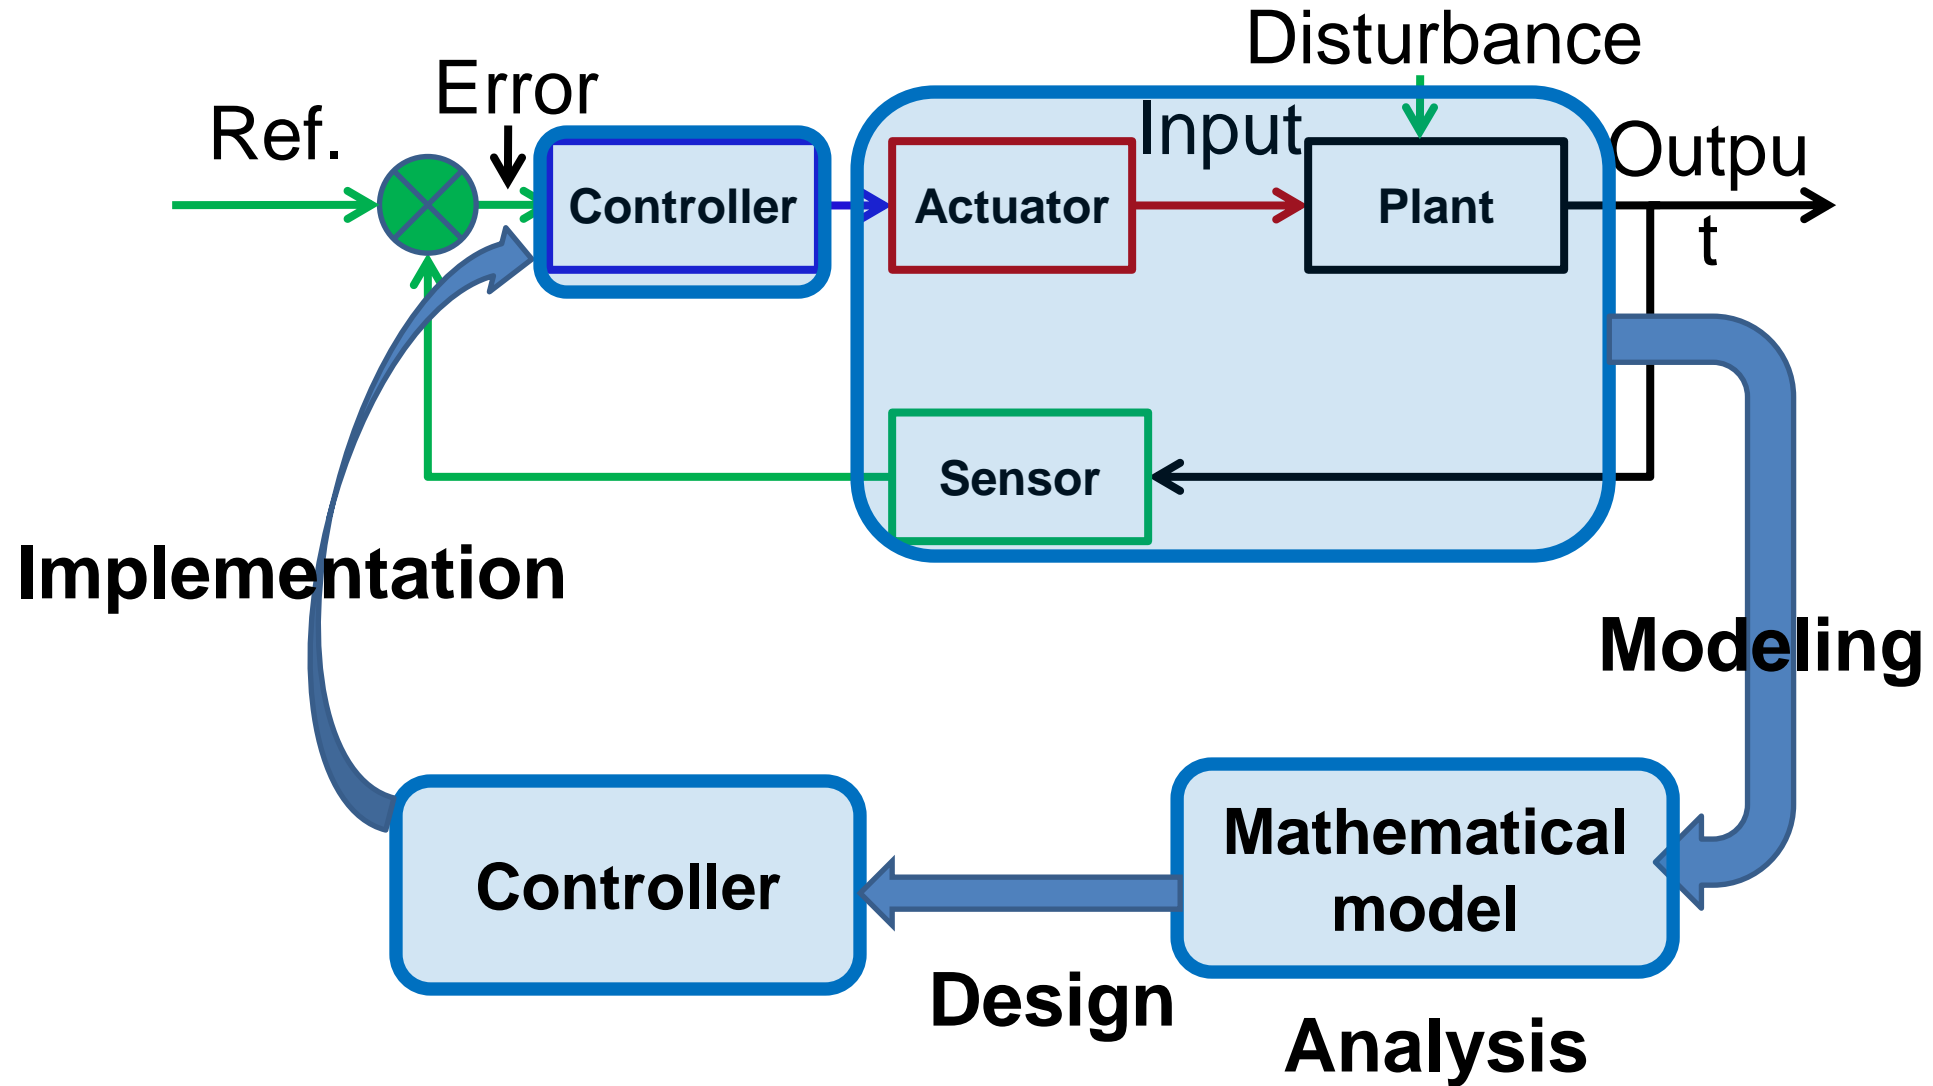 Disturbance
Error
Ref.
Input
Outpu
t
Controller
Actuator
Plant
Sensor
Implementation
Modeling
Mathematical
model
Controller
Design
Analysis